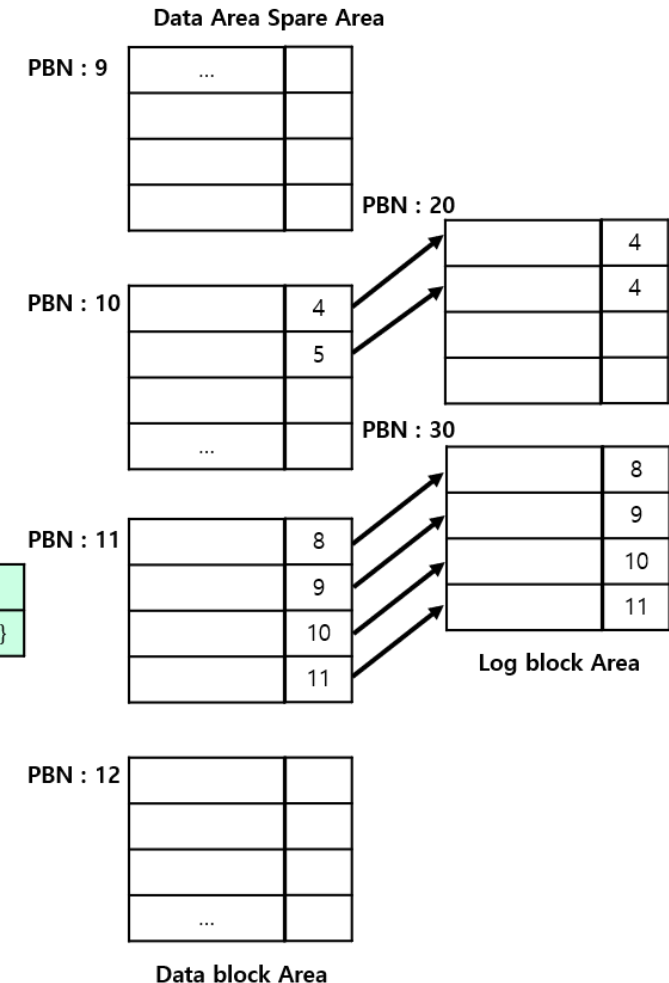 Data Area Spare Area
PBN : 9
...
PBN : 20
4
4
PBN : 10
4
5
...
PBN : 30
8
9
10
11
PBN : 11
8
9
10
11
}
Log block Area
PBN : 12
...
Data block Area